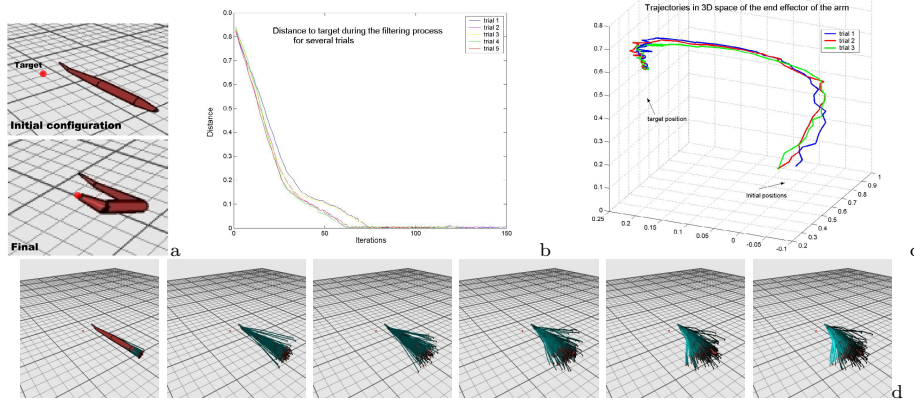 Target
Initial configuration
Final
a
0.9
0.8
0.7
0.6
0.5
0.4
0.3
0.2
0.1
0
0
50
100
150
Distance
Iterations
Distance to target during the filtering process
for several trials
trial 1
trial 2
trial 3
trial 4
trial 5
b
Trajectories in 3D space of the end effector of the arm
trial 1
trial 2
trial 3
0.8
0.7
0.6
0.5
0.4
0.3
0.2
0.1
0
0.25
0.2
0.15
0.1
0.05
0
-0.05
-0.1
0.2
0.3
0.4
0.5
0.6
0.7
0.8
0.9
1
target position
Initial positions
c
d